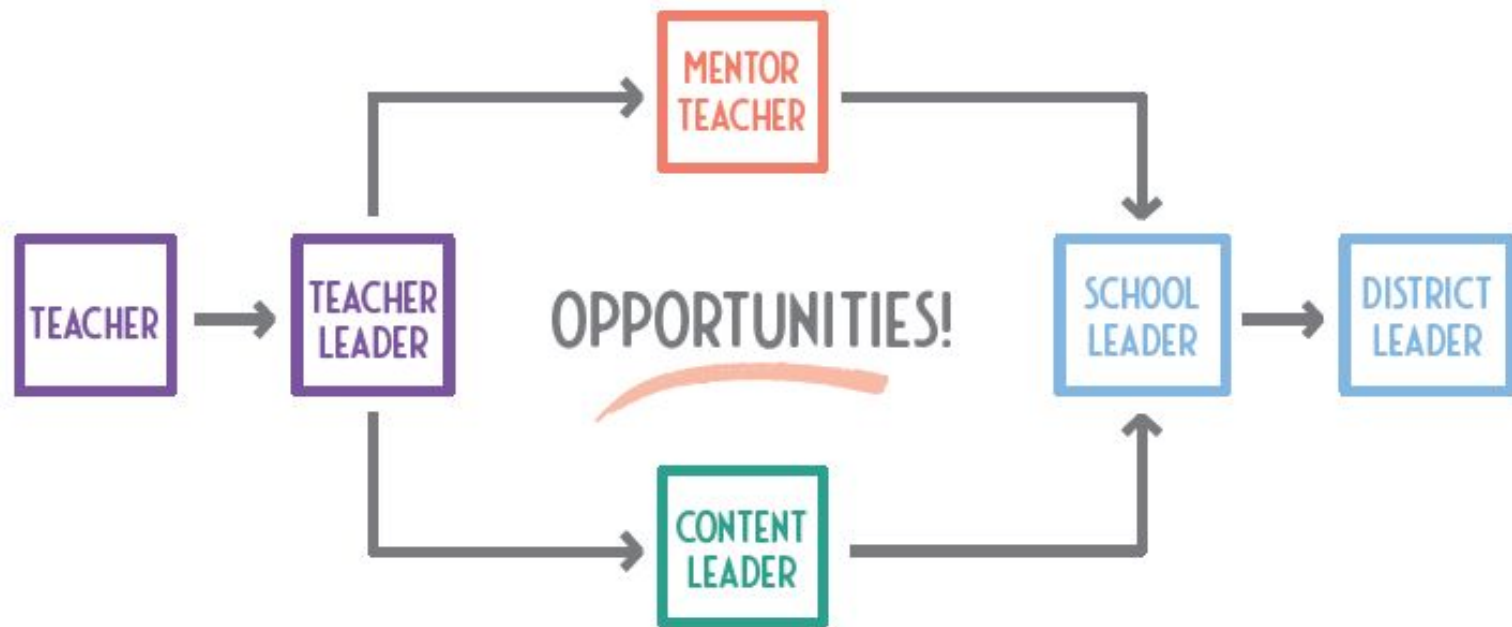 MENTOR
TEACHER
TEACHER
TEACHER
LEADER
OPPORTUNITIES!
SCHOOL
LEADER
DISTRICT
LEADER
CONTENT
LEADER